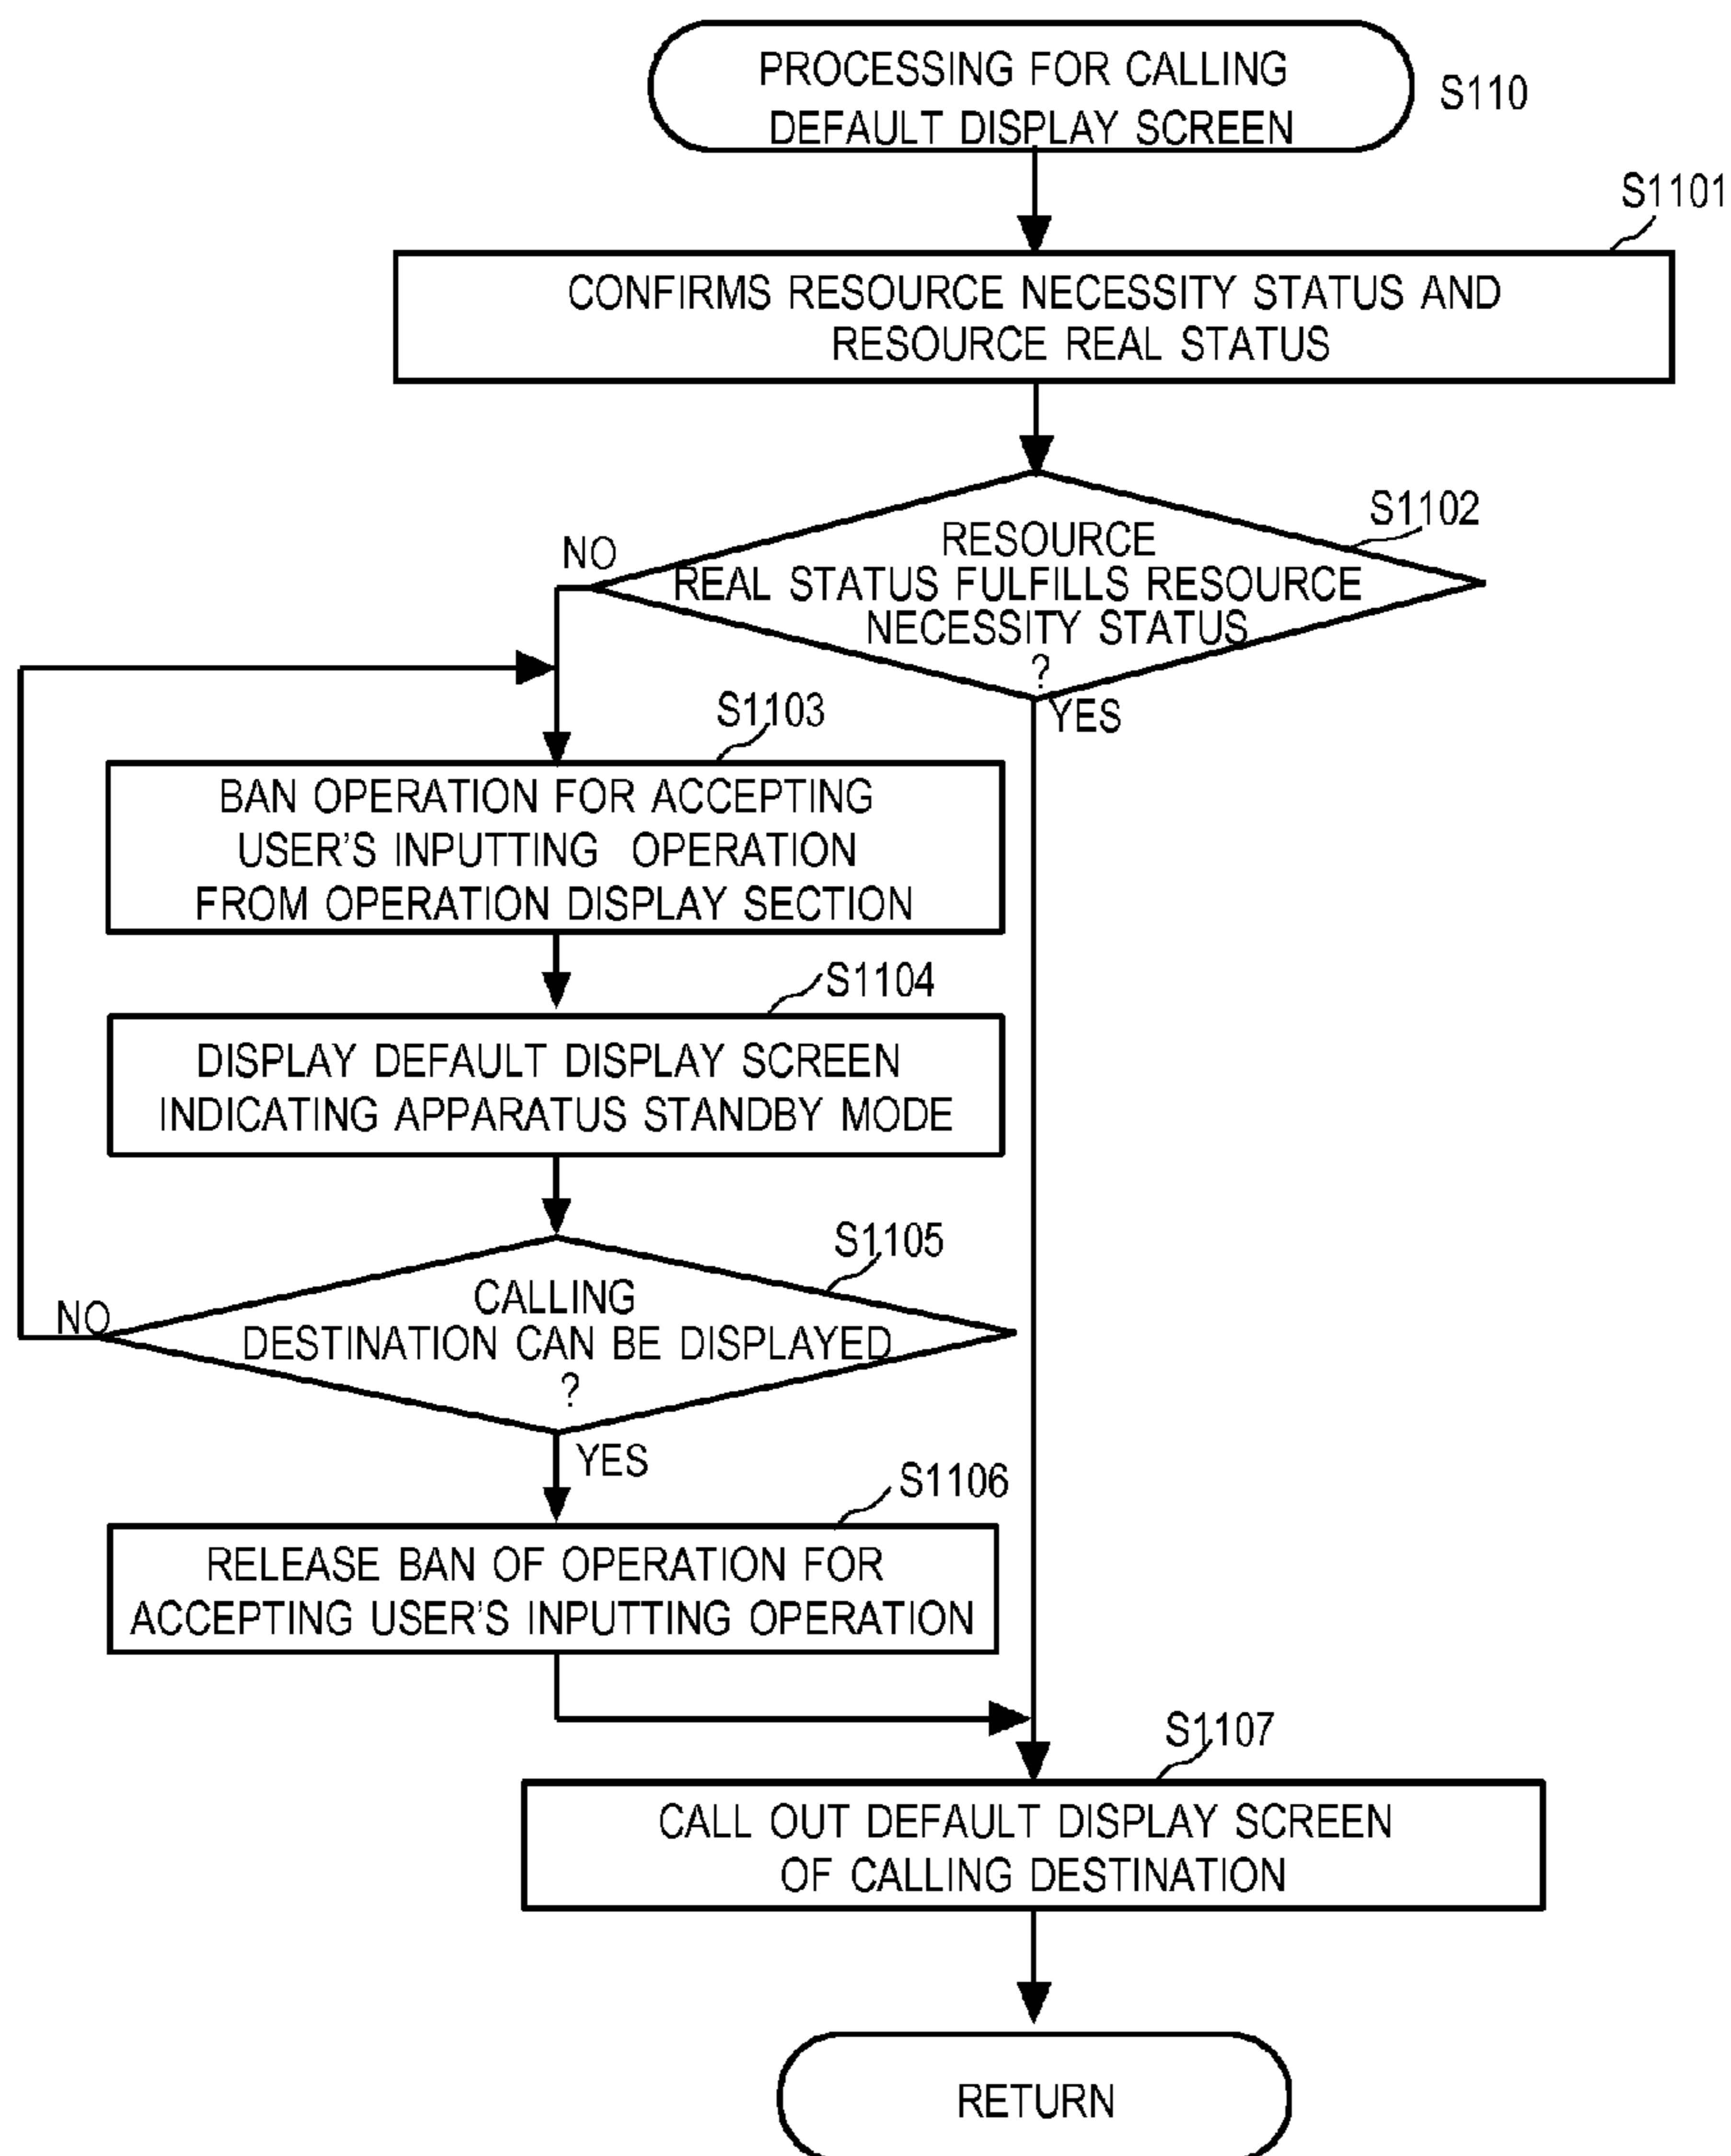 PROCESSING FOR CALLING
DEFAULT DISPLAY SCREEN
S110
S1101
CONFIRMS RESOURCE NECESSITY STATUS AND
RESOURCE REAL STATUS
S1102
NO
RESOURCE
REAL STATUS FULFILLS RESOURCE
NECESSITY STATUS
?
YES
S1103
BAN OPERATION FOR ACCEPTING
USER'S INPUTTING OPERATION
FROM OPERATION DISPLAY SECTION
S1104
DISPLAY DEFAULT DISPLAY SCREEN
INDICATING APPARATUS STANDBY MODE
S1105
NO
CALLING
DESTINATION CAN BE DISPLAYED
?
YES
S1106
RELEASE BAN OF OPERATION FOR
ACCEPTING USER'S INPUTTING OPERATION
S1107
CALL OUT DEFAULT DISPLAY SCREEN
OF CALLING DESTINATION
RETURN